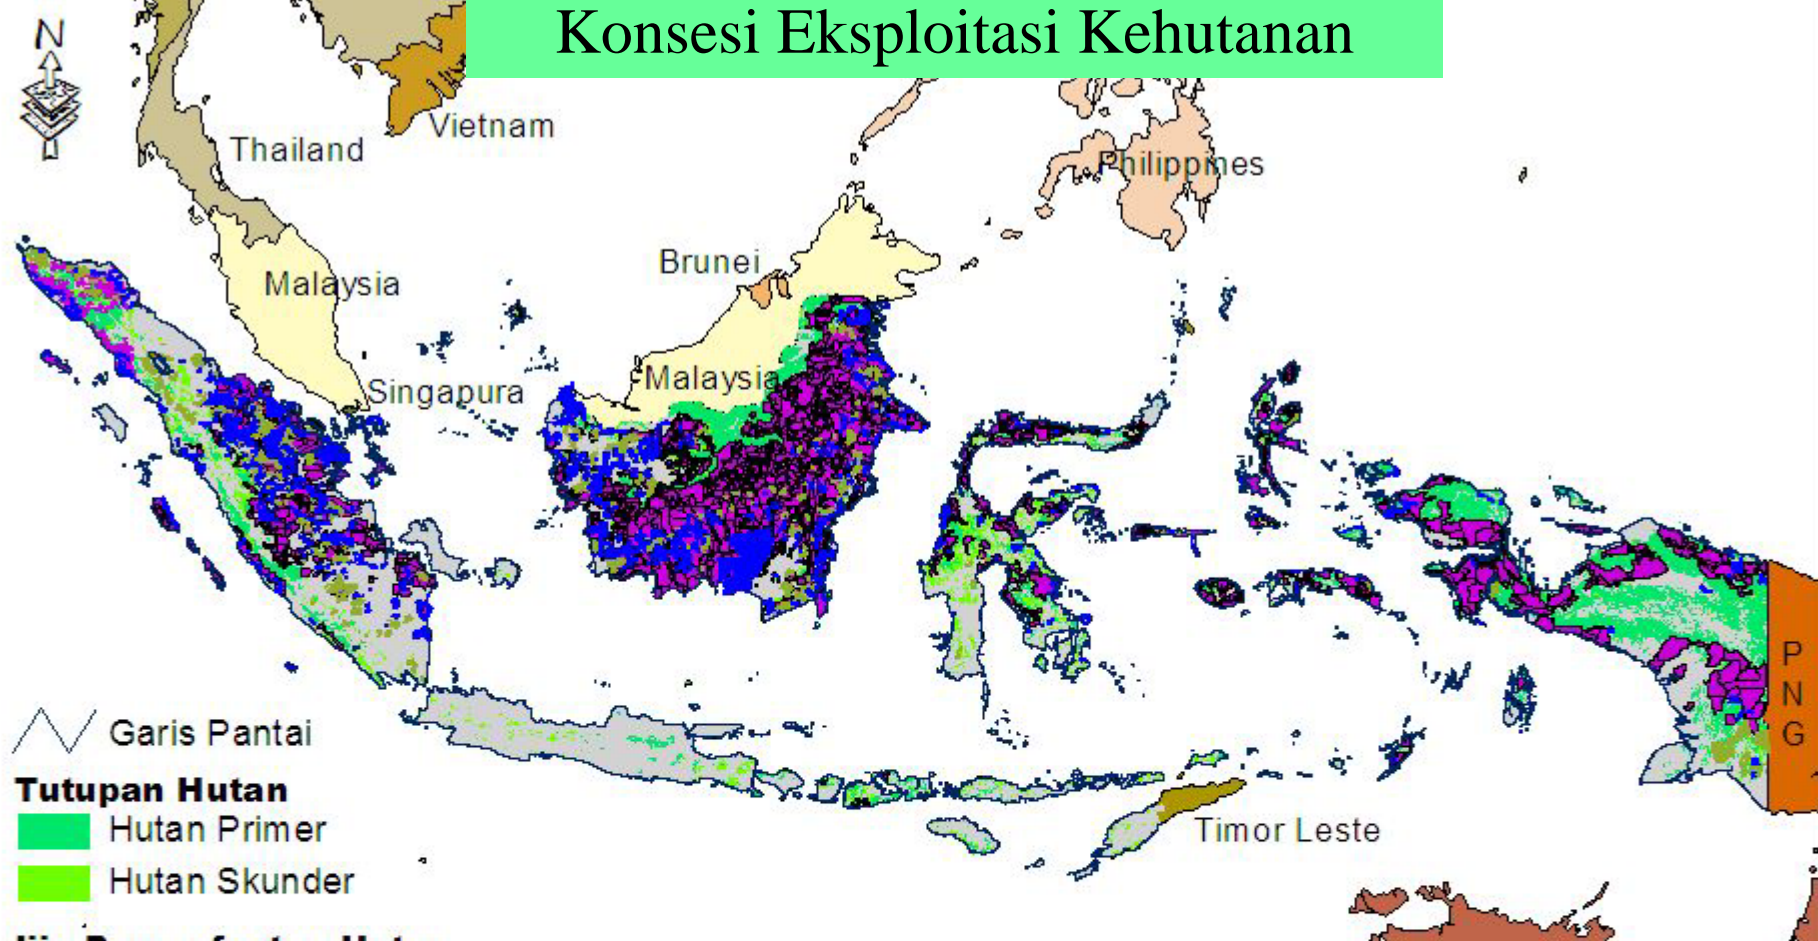 Konsesi Eksploitasi Kehutanan
N
Vietnam
Thailand
Philippines
Brunei
Malaysia
Malaysia
Singapura
P
N
G
Garis Pantai
Tutupan Hutan
Hutan Primer
Timor Leste
Hutan Skunder